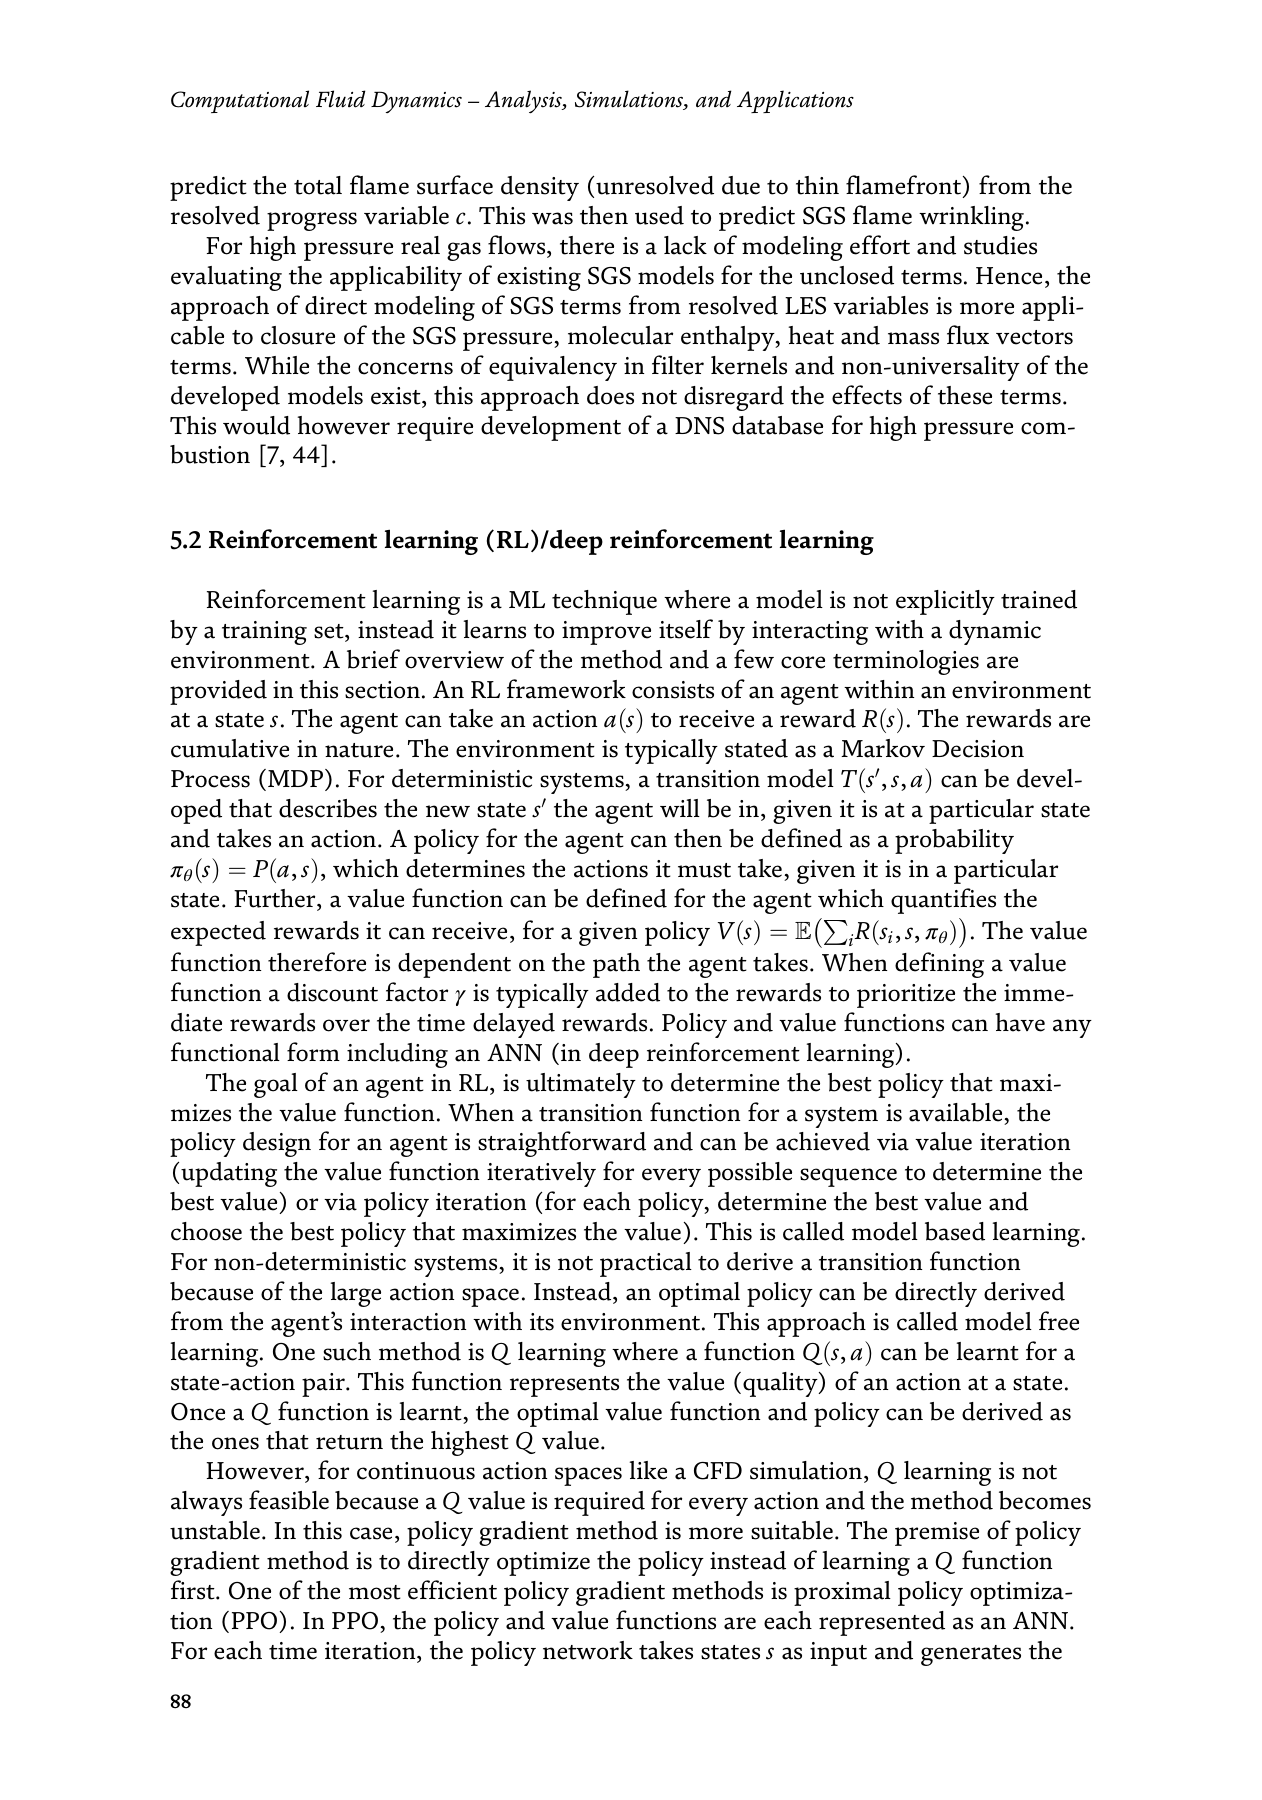 Computational Fluid Dynamics – Analysis, Simulations, and Applications
predict the total flame surface density (unresolved due to thin flamefront) from the
resolved progress variable c. This was then used to predict SGS flame wrinkling.
For high pressure real gas flows, there is a lack of modeling effort and studies
evaluating the applicability of existing SGS models for the unclosed terms. Hence, the
approach of direct modeling of SGS terms from resolved LES variables is more appli-
cable to closure of the SGS pressure, molecular enthalpy, heat and mass flux vectors
terms. While the concerns of equivalency in filter kernels and non-universality of the
developed models exist, this approach does not disregard the effects of these terms.
This would however require development of a DNS database for high pressure com-
bustion [7, 44].
5.2 Reinforcement learning (RL)/deep reinforcement learning
Reinforcement learning is a ML technique where a model is not explicitly trained
by a training set, instead it learns to improve itself by interacting with a dynamic
environment. A brief overview of the method and a few core terminologies are
provided in this section. An RL framework consists of an agent within an environment
at a state s. The agent can take an action a(s) to receive a reward R(s). The rewards are
cumulative in nature. The environment is typically stated as a Markov Decision
Process (MDP). For deterministic systems, a transition model T(s′, s, a) can be devel-
oped that describes the new state s′ the agent will be in, given it is at a particular state
and takes an action. A policy for the agent can then be defined as a probability
πθ(s) = P(a, s), which determines the actions it must take, given it is in a particular
state. Further, a value function can be defined for the agent which quantifies the
expected rewards it can receive, for a given policy V(s) = 𝔼(∑iR(si, s, πθ)). The value
function therefore is dependent on the path the agent takes. When defining a value
function a discount factor γ is typically added to the rewards to prioritize the imme-
diate rewards over the time delayed rewards. Policy and value functions can have any
functional form including an ANN (in deep reinforcement learning).
The goal of an agent in RL, is ultimately to determine the best policy that maxi-
mizes the value function. When a transition function for a system is available, the
policy design for an agent is straightforward and can be achieved via value iteration
(updating the value function iteratively for every possible sequence to determine the
best value) or via policy iteration (for each policy, determine the best value and
choose the best policy that maximizes the value). This is called model based learning.
For non-deterministic systems, it is not practical to derive a transition function
because of the large action space. Instead, an optimal policy can be directly derived
from the agent’s interaction with its environment. This approach is called model free
learning. One such method is Q learning where a function Q(s, a) can be learnt for a
state-action pair. This function represents the value (quality) of an action at a state.
Once a Q function is learnt, the optimal value function and policy can be derived as
the ones that return the highest Q value.
However, for continuous action spaces like a CFD simulation, Q learning is not
always feasible because a Q value is required for every action and the method becomes
unstable. In this case, policy gradient method is more suitable. The premise of policy
gradient method is to directly optimize the policy instead of learning a Q function
first. One of the most efficient policy gradient methods is proximal policy optimiza-
tion (PPO). In PPO, the policy and value functions are each represented as an ANN.
For each time iteration, the policy network takes states s as input and generates the
88